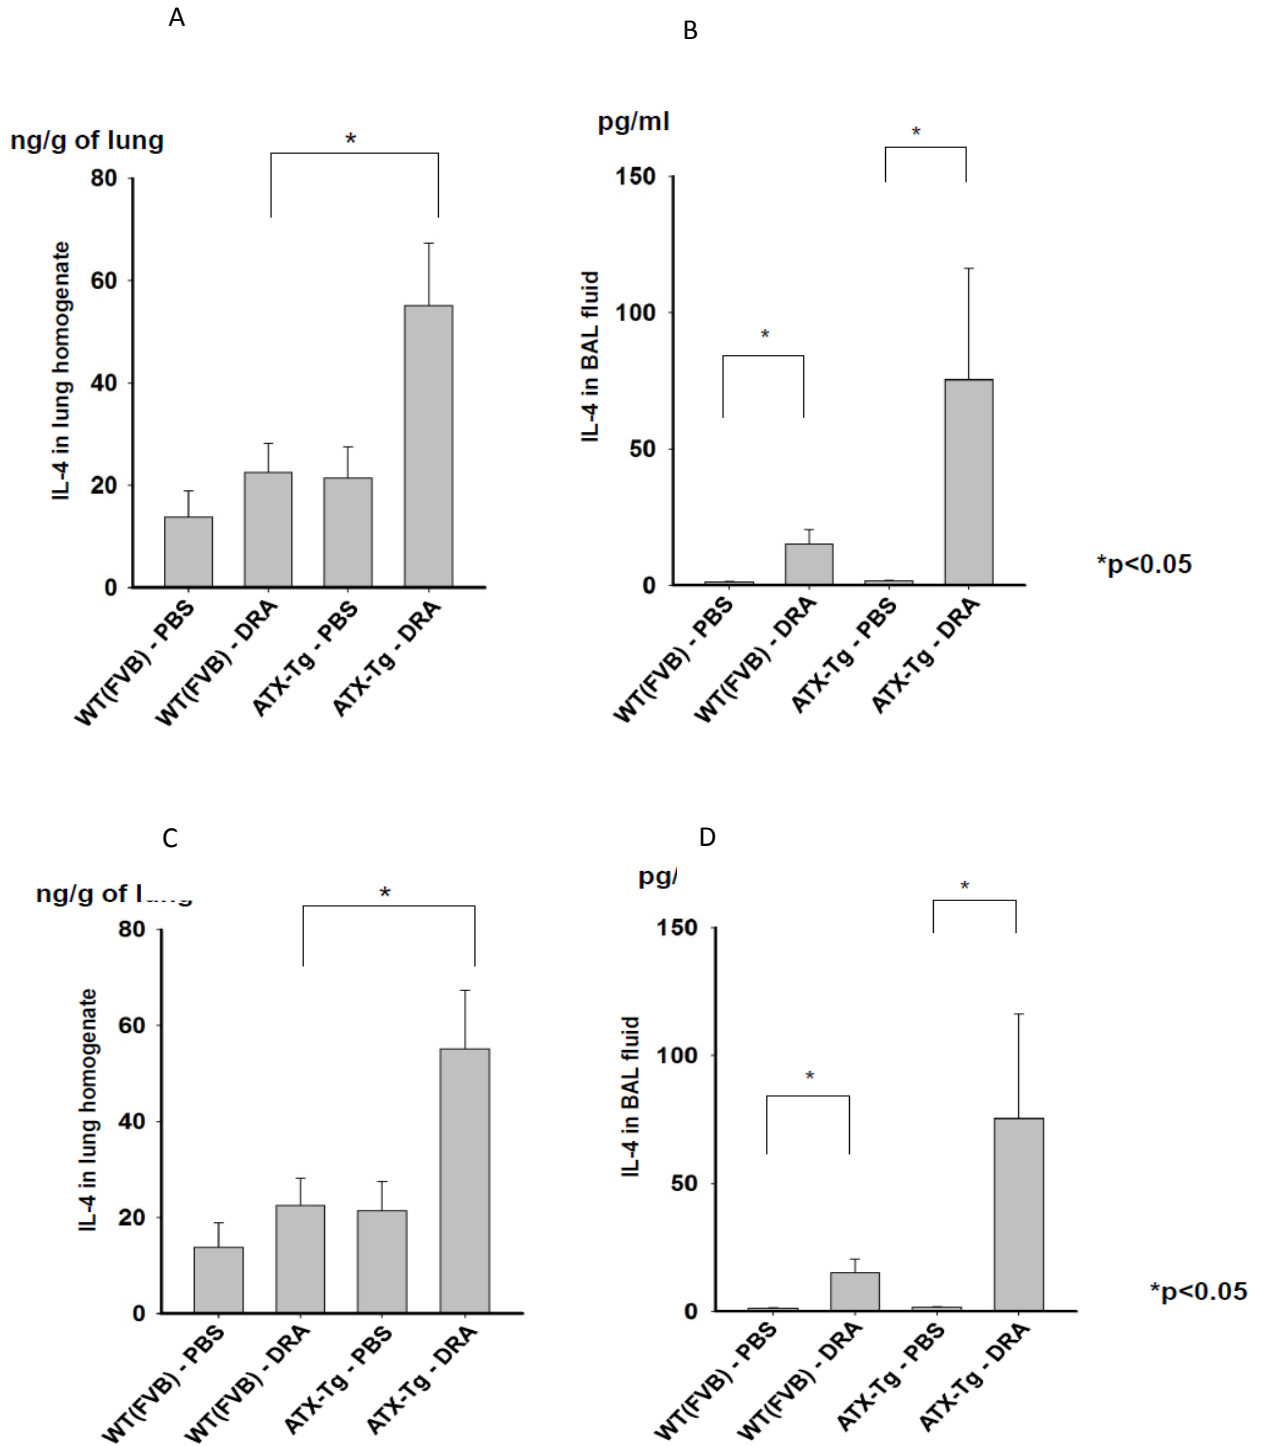 A
B
ng/g of lung
*
80
60
40
20
0
IL-4 in lung homogenate
WT(FVB) - PBS
WT(FVB) - DRA
ATX-Tg - PBS
ATX-Tg - DRA
pg/ml
*
*
150
100
50
0
IL-4 in BAL fluid
WT(FVB) - PBS
WT(FVB) - DRA
ATX-Tg - PBS
ATX-Tg - DRA
*p<0.05
C
D
ng/g of lung
*
80
60
40
20
0
IL-4 in lung homogenate
WT(FVB) - PBS
WT(FVB) - DRA
ATX-Tg - PBS
ATX-Tg - DRA
pg/
*
*
150
100
50
0
IL-4 in BAL fluid
WT(FVB) - PBS
WT(FVB) - DRA
ATX-Tg - PBS
ATX-Tg - DRA
*p<0.05